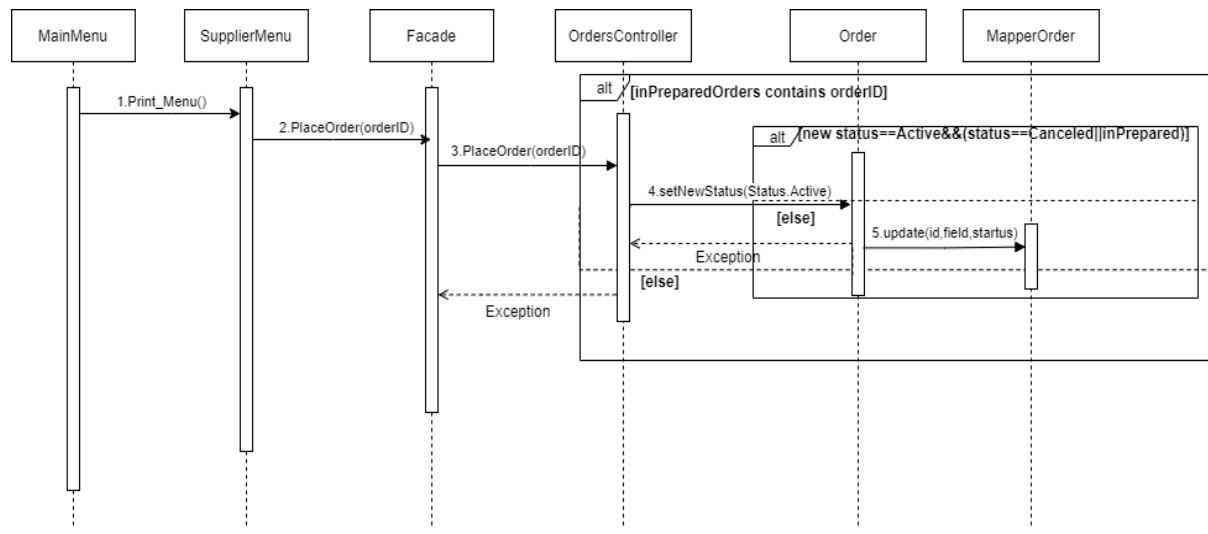 MainMenu
SupplierMenu
Facade
OrdersController
Order
MapperOrder
alt
[inPreparedOrders contains orderID]
1.Print_Menu()
2.PlaceOrder(orderID)
alt
[new status==Active&&(status==Canceled||inPrepared)]
3.PlaceOrder(orderID)
4.setNewStatus(Status.Active)
[else]
5.update(id,field,startus)
Exception
[else]
Exception